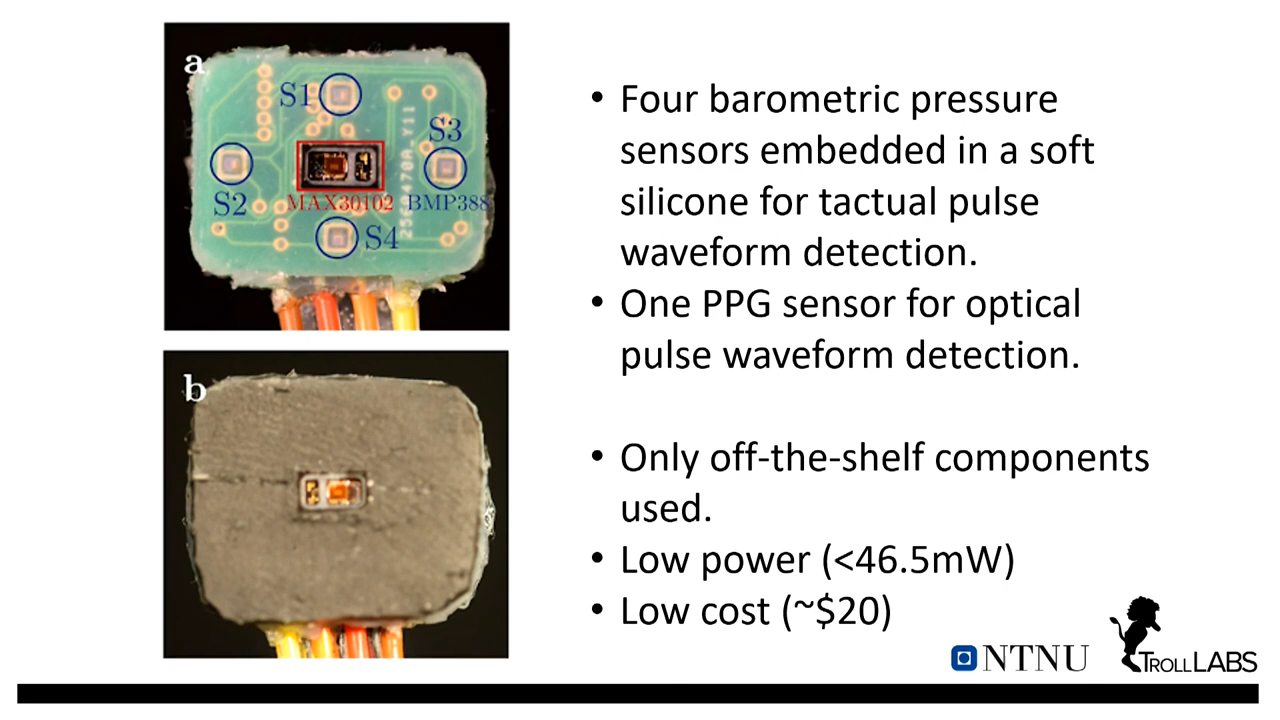 a
S1
S3
S2
MAX30102
BMP388
S4
b
• Four barometric pressure
sensors embedded in a soft
silicone for tactual pulse
waveform detection.
• One PPG sensor for optical
pulse waveform detection.
• Only off-the-shelf components
used.
• Low power (<46.5mW)
• Low cost (~$20)
NTNU
TROLLLABS